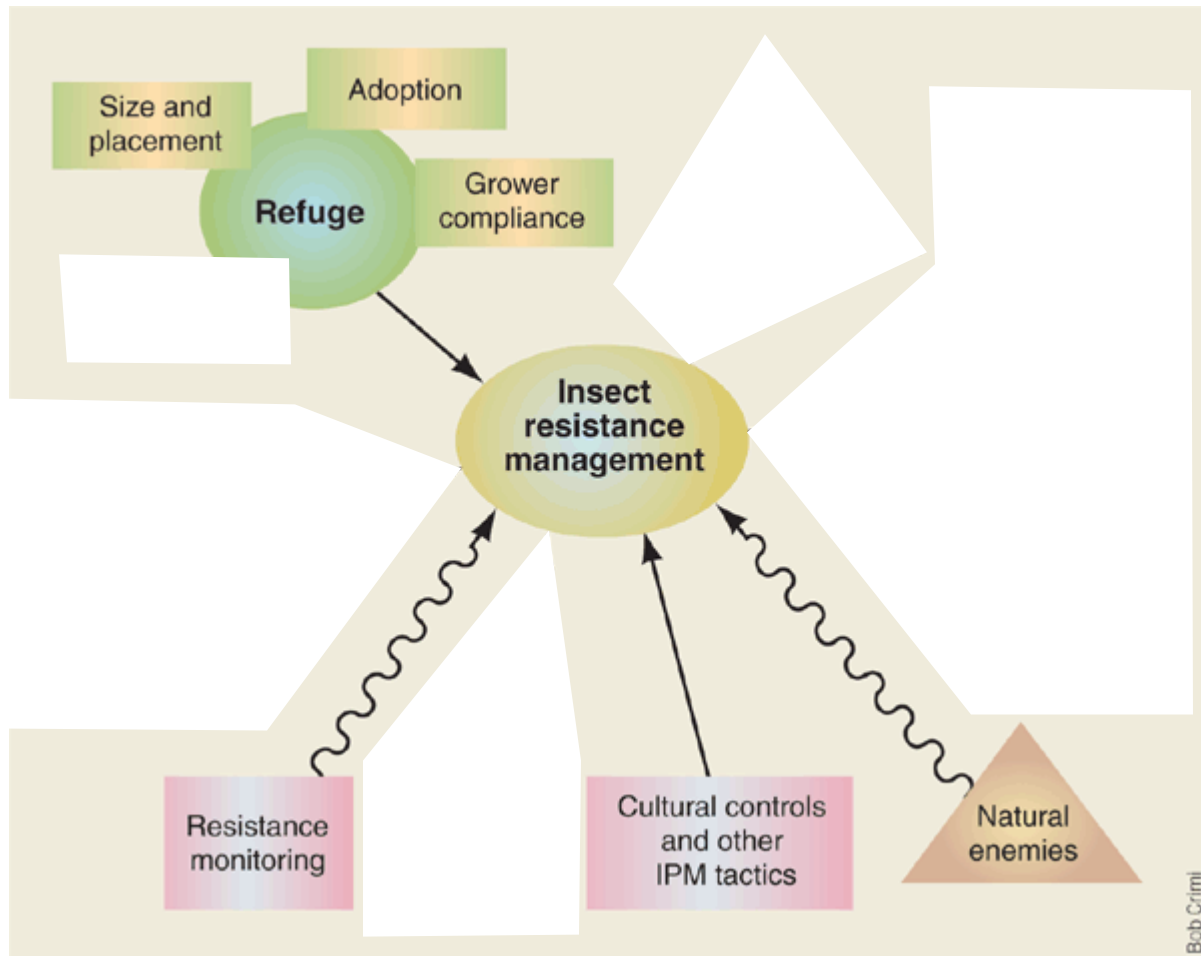 Size and
placement
Adoption
Grower
compliance
Refuge
Insect
resistance
management
Resistance
monitoring
Cultural controls
and other
IPM tactics
Natural
enemies
Bob Crimi